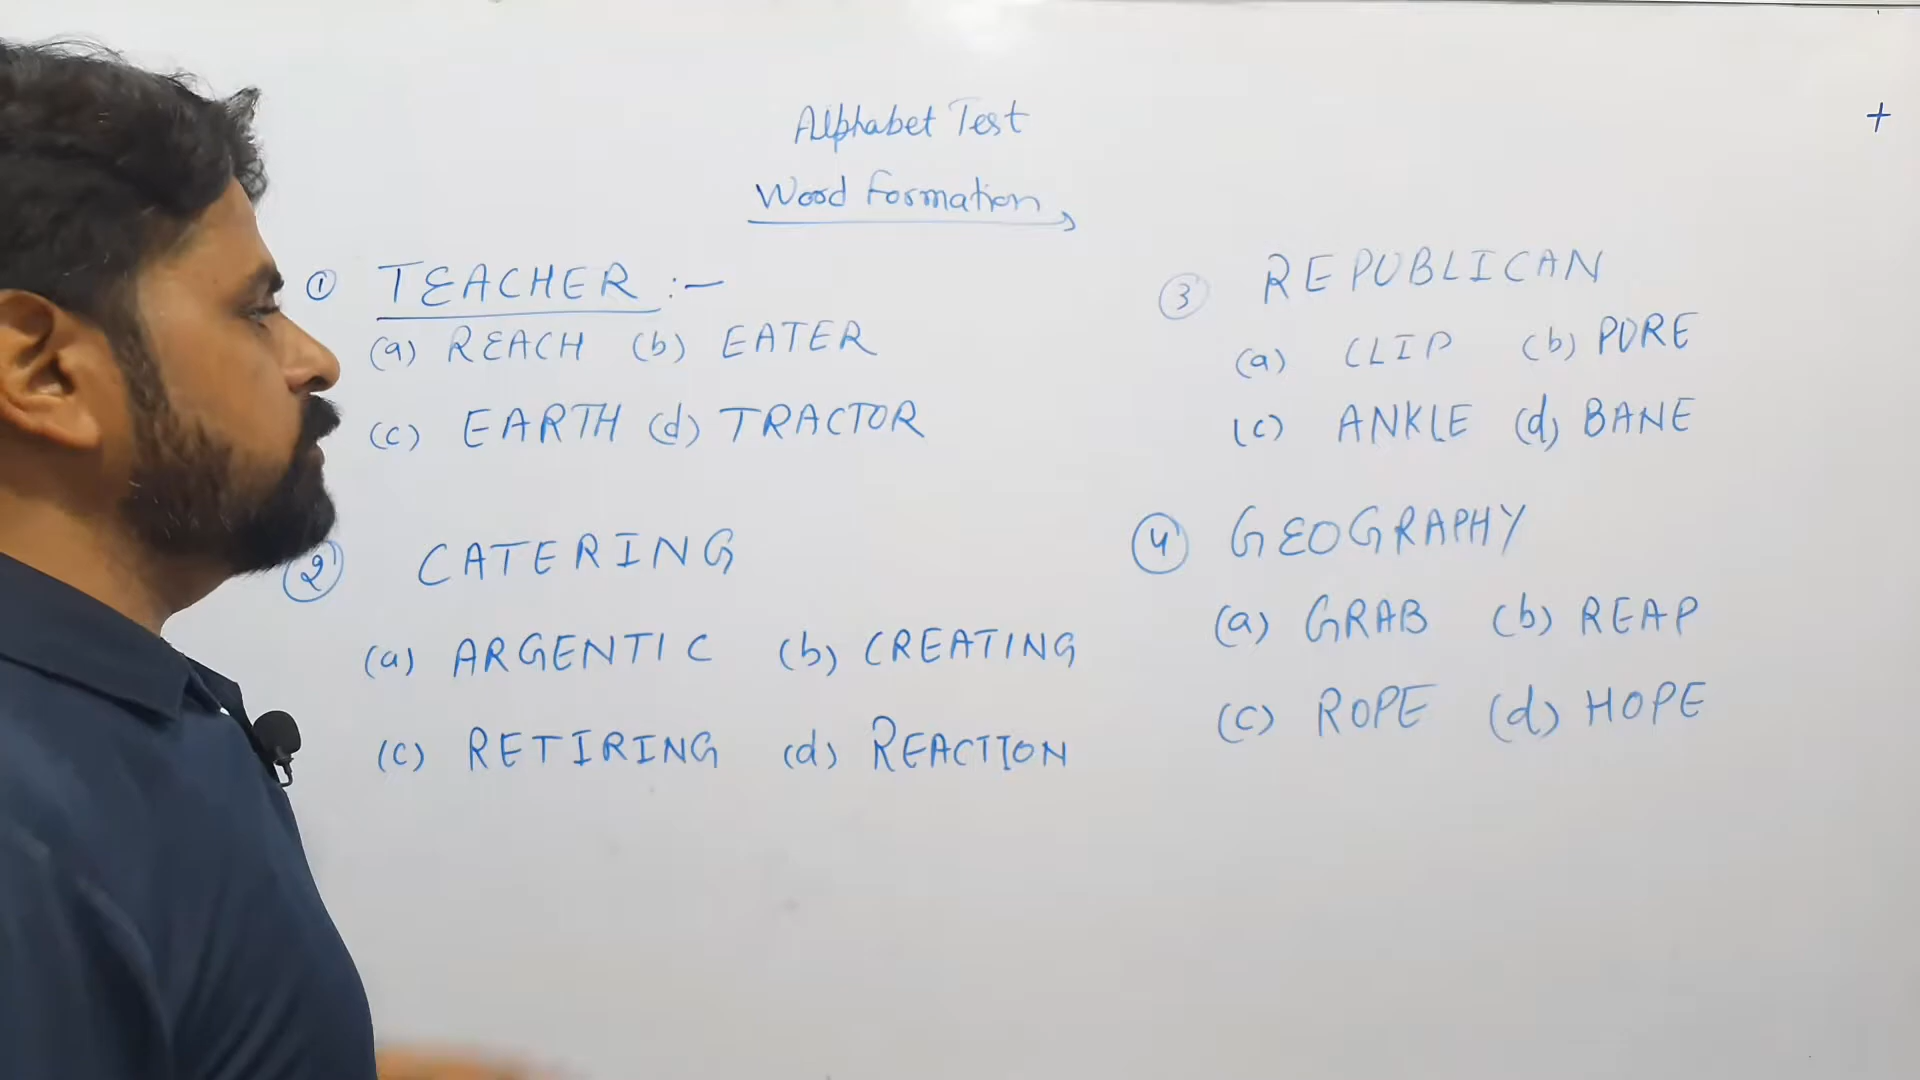 Alphabet Test
Word Formation
+
① TEACHER :-
(a) REACH (b) EATER
(c) EARTH (d) TRACTOR
② CATERING
(a) ARGENTIC (b) CREATING
(c) RETIRING (d) REACTION
③ REPUBLICAN
(a) CLIP (b) PURE
(c) ANKLE (d) BANE
④ GEOGRAPHY
(a) GRAB (b) REAP
(c) ROPE (d) HOPE